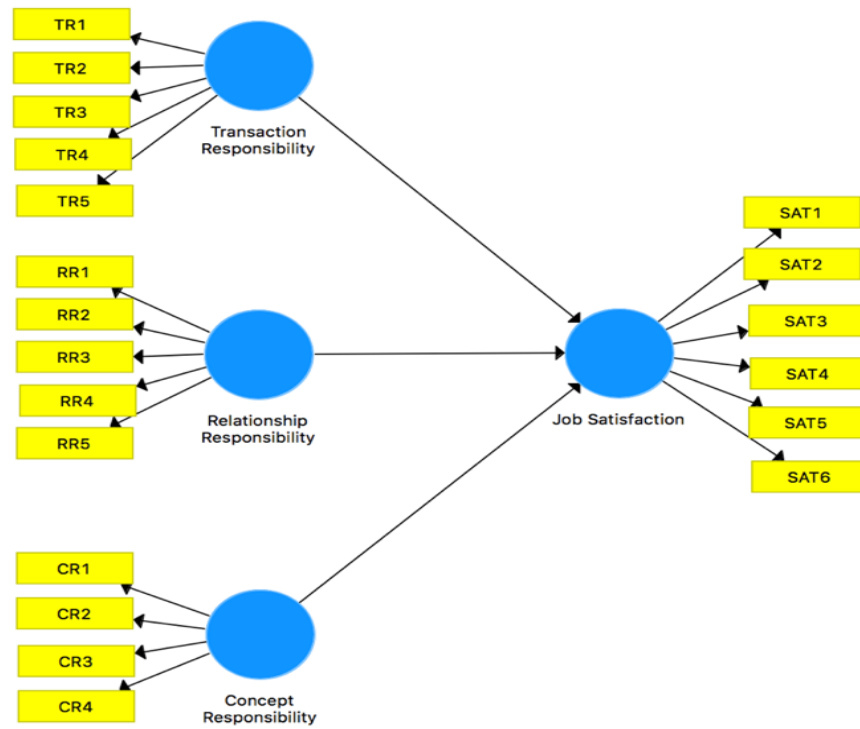 TR1
TR2
TR3
TR4
TR5
Transaction
Responsibility
RR1
RR2
RR3
RR4
RR5
Relationship
Responsibility
CR1
CR2
CR3
CR4
Concept
Responsibility
Job Satisfaction
SAT1
SAT2
SAT3
SAT4
SAT5
SAT6